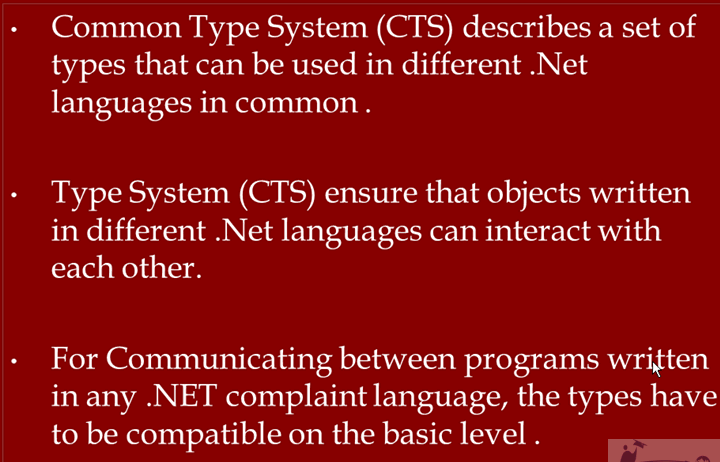 • Common Type System (CTS) describes a set of
types that can be used in different .Net
languages in common .
• Type System (CTS) ensure that objects written
in different .Net languages can interact with
each other.
• For Communicating between programs written
in any .NET complaint language, the types have
to be compatible on the basic level .